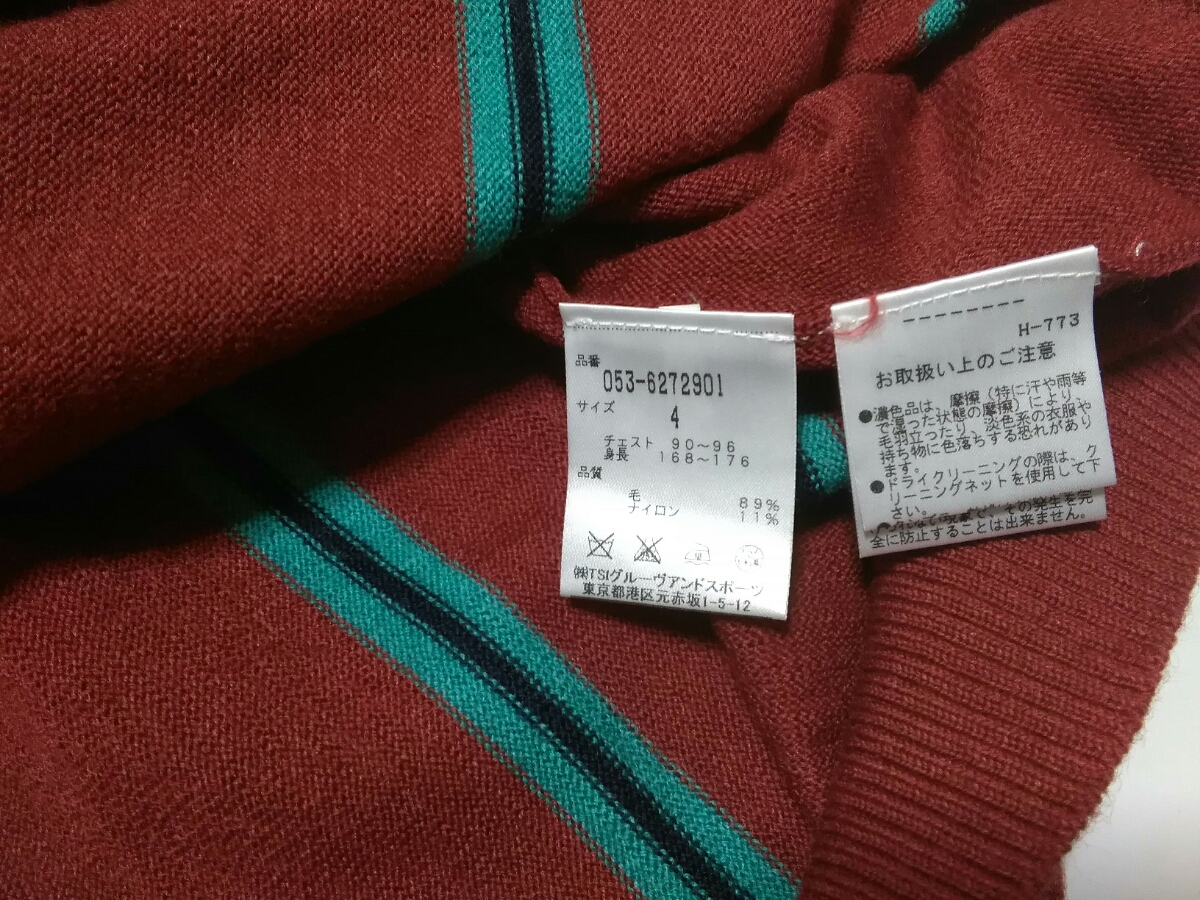 品番
053-6272901
サイズ
4
チェスト 90~96
身長 168~176
品質
毛 89%
ナイロン 11%
㈱TSIグルーヴアンドスポーツ
東京都港区元赤坂1-5-12
--------
H-773
お取扱い上のご注意
●濃色品は、摩擦(特に汗や雨等
で湿った状態の摩擦)により、
毛羽立ったり、淡色系の衣服や
持ち物に色落ちする恐れがあり
ます。
●ドライクリーニングの際は、ク
リーニングネットを使用して下
さい。
その発生を完
全に防止することは出来ません。